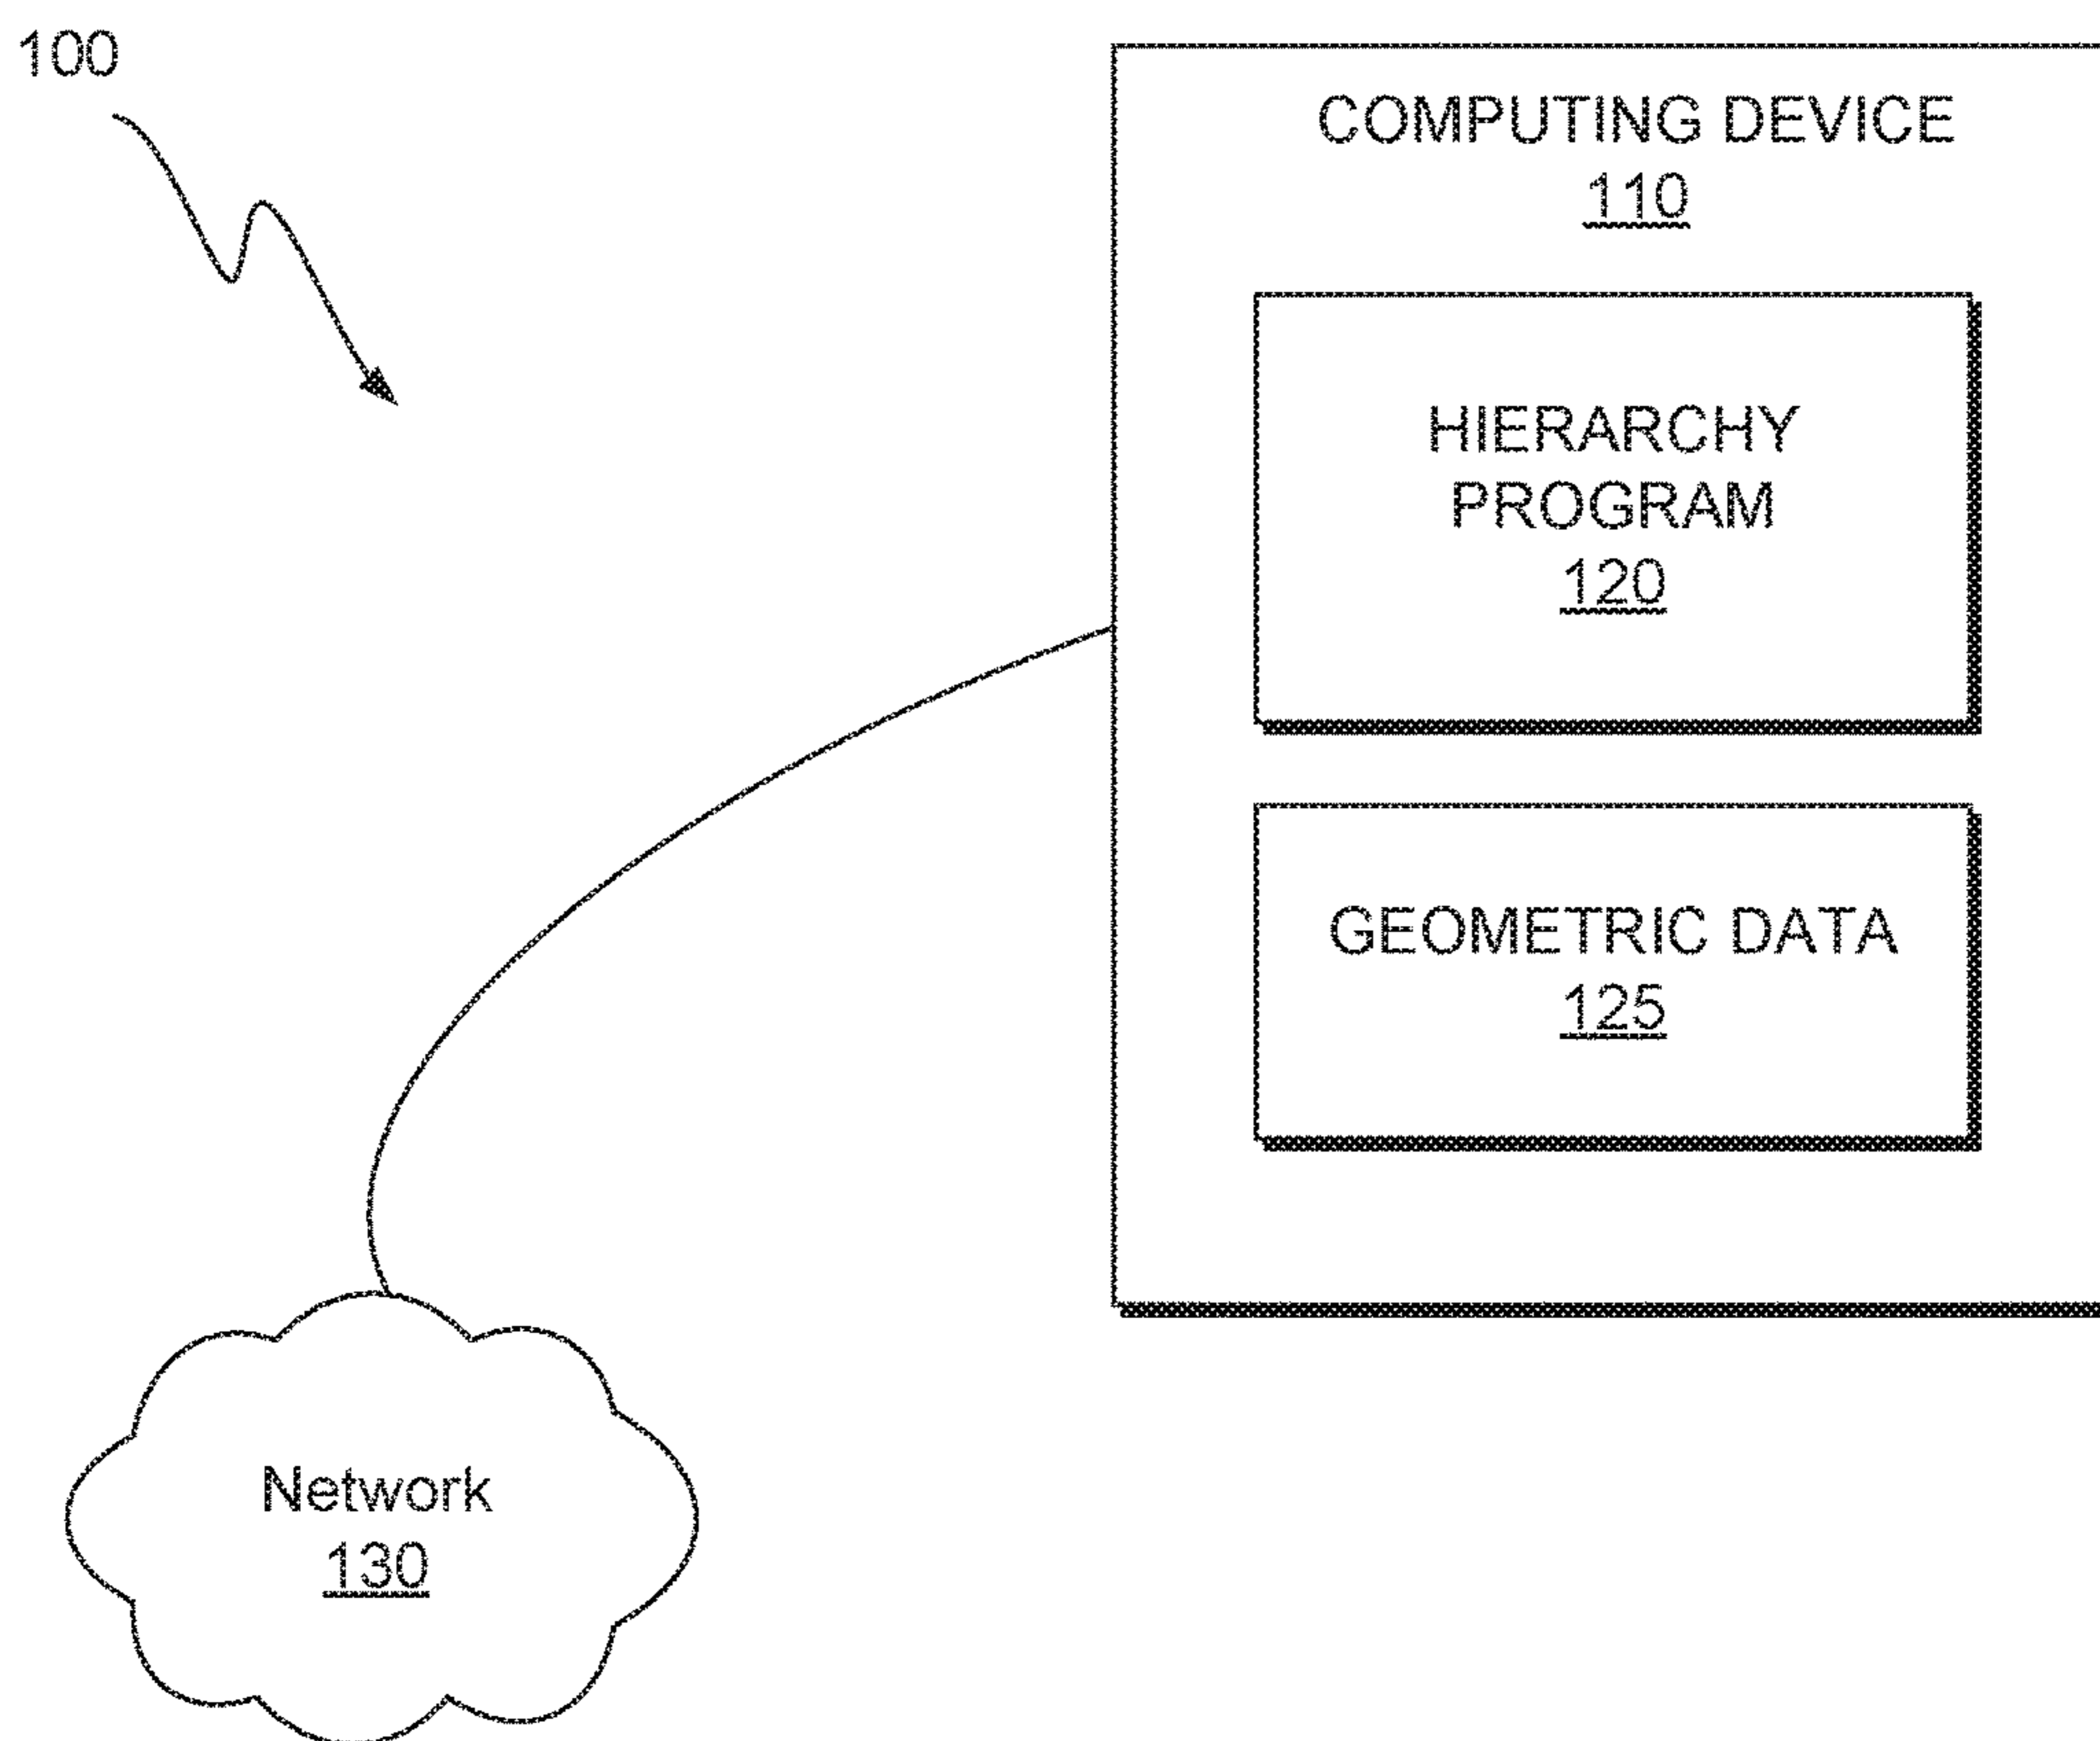 100
COMPUTING DEVICE
110
HIERARCHY
PROGRAM
120
GEOMETRIC DATA
125
Network
130